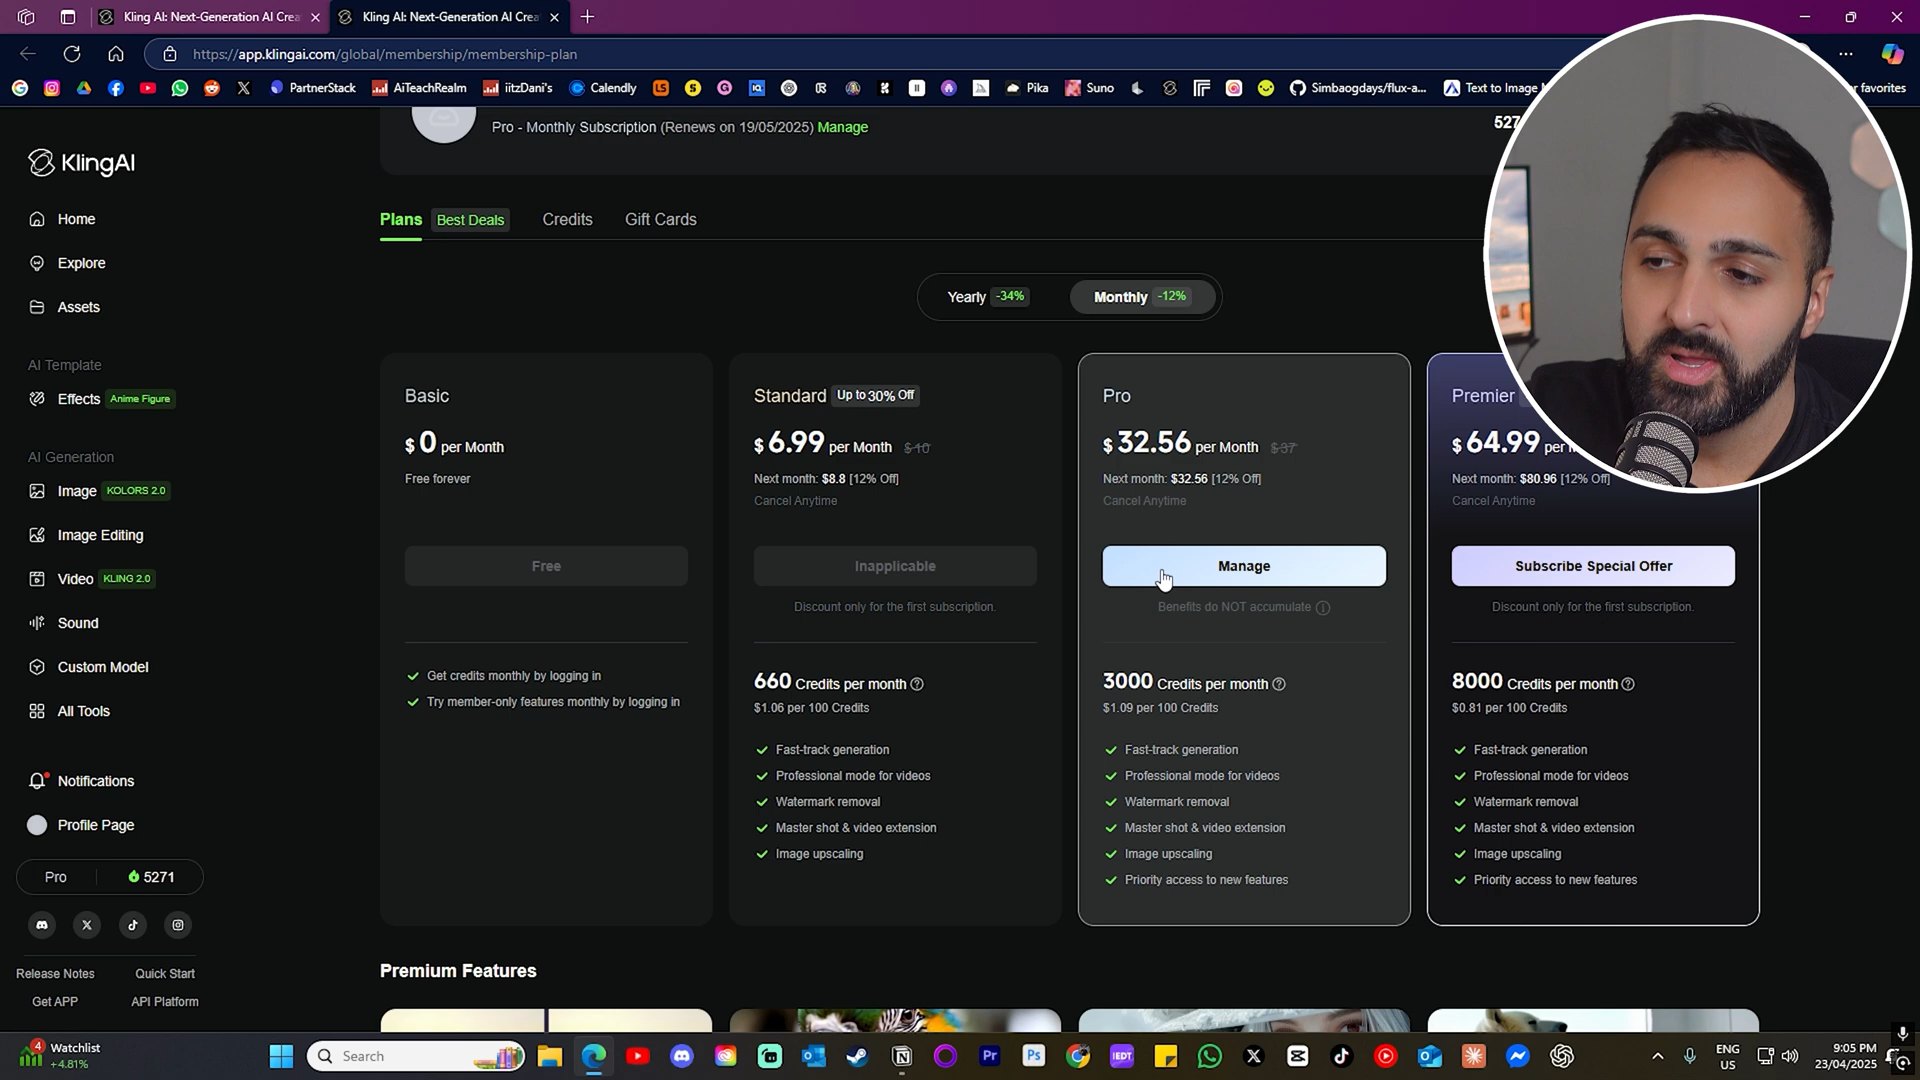 Kling AI: Next-Generation AI Crea
Kling AI: Next-Generation AI Crea
https://app.klingai.com/global/membership/membership-plan
PartnerStack
AiTeachRealm
iitzDani's
Calendly
Pika
Suno
Simbaogdays/flux-a...
Text to Image
r favorites
Pro - Monthly Subscription (Renews on 19/05/2025) Manage
527
KlingAI
Home
Explore
Assets
AI Template
Effects Anime Figure
AI Generation
Image KOLORS 2.0
Image Editing
Video KLING 2.0
Sound
Custom Model
All Tools
Notifications
Profile Page
Pro 5271
Release Notes Quick Start
Get APP API Platform
Plans Best Deals Credits Gift Cards
Yearly -34% Monthly -12%
Basic
$ 0 per Month
Free forever
Free
Get credits monthly by logging in
Try member-only features monthly by logging in
Standard Up to 30% Off
$ 6.99 per Month $10
Next month: $8.8 [12% Off]
Cancel Anytime
Inapplicable
Discount only for the first subscription.
660 Credits per month
$1.06 per 100 Credits
Fast-track generation
Professional mode for videos
Watermark removal
Master shot & video extension
Image upscaling
Pro
$ 32.56 per Month $37
Next month: $32.56 [12% Off]
Cancel Anytime
Manage
Benefits do NOT accumulate
3000 Credits per month
$1.09 per 100 Credits
Fast-track generation
Professional mode for videos
Watermark removal
Master shot & video extension
Image upscaling
Priority access to new features
Premier
$ 64.99 per
Next month: $80.96 [12% Off]
Cancel Anytime
Subscribe Special Offer
Discount only for the first subscription.
8000 Credits per month
$0.81 per 100 Credits
Fast-track generation
Professional mode for videos
Watermark removal
Master shot & video extension
Image upscaling
Priority access to new features
Premium Features
4
Watchlist
+4.81%
Search
Pr
Ps
IEDT
ENG
US
9:05 PM
23/04/2025